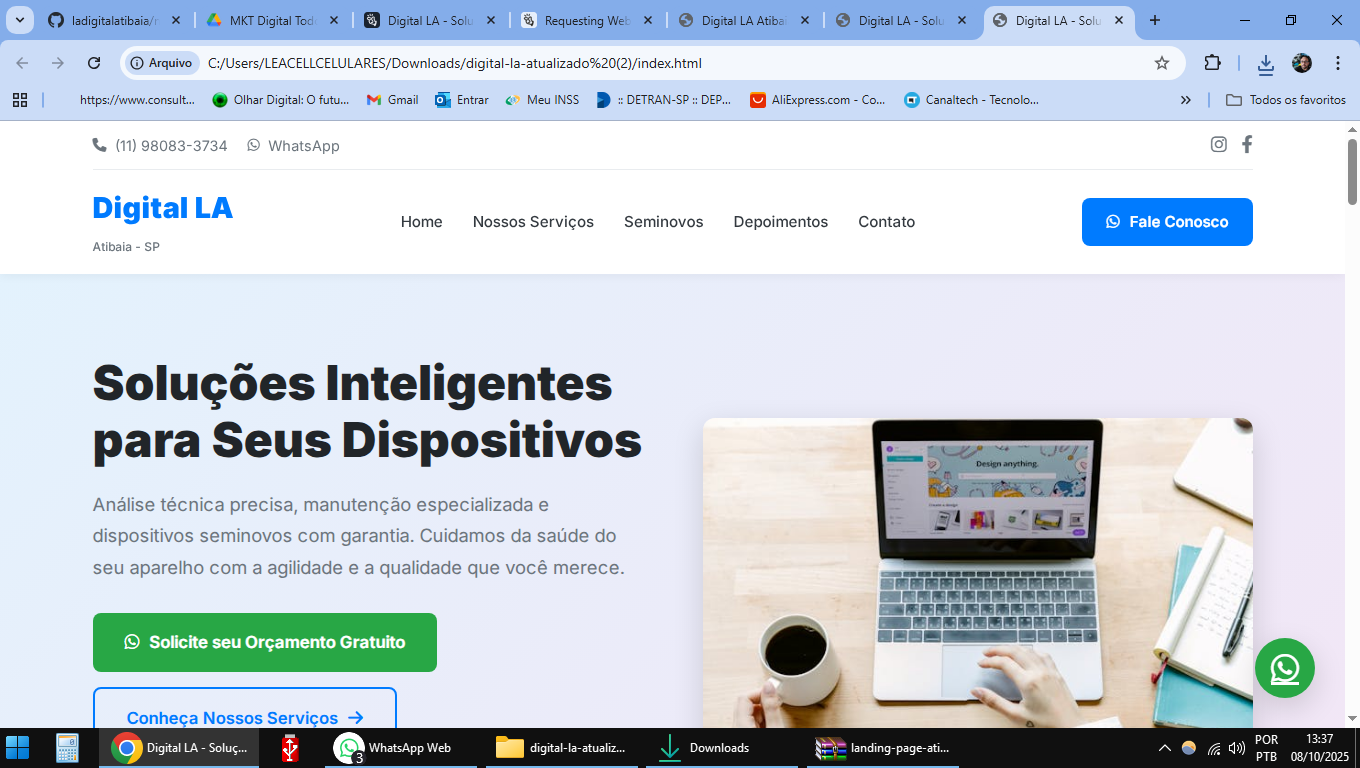 ladigitalatibaia/r
MKT Digital Tod
Digital LA - Solu
Requesting Web
Digital LA Atibai
Digital LA - Solu
Digital LA - Solu
Arquivo
C:/Users/LEACELLCELULARES/Downloads/digital-la-atualizado%20(2)/index.html
https://www.consult...
Olhar Digital: O futu...
Gmail
Entrar
Meu INSS
:: DETRAN-SP :: DEP...
AliExpress.com - Co...
Canaltech - Tecnolo...
Todos os favoritos
(11) 98083-3734
WhatsApp
Digital LA
Atibaia - SP
Home
Nossos Serviços
Seminovos
Depoimentos
Contato
Fale Conosco
Soluções Inteligentes
para Seus Dispositivos
Análise técnica precisa, manutenção especializada e
dispositivos seminovos com garantia. Cuidamos da saúde do
seu aparelho com a agilidade e a qualidade que você merece.
Solicite seu Orçamento Gratuito
Conheça Nossos Serviços
Design anything.
Digital LA - Soluç...
3
WhatsApp Web
digital-la-atualiz...
Downloads
landing-page-ati...
POR
PTB
13:37
08/10/2025